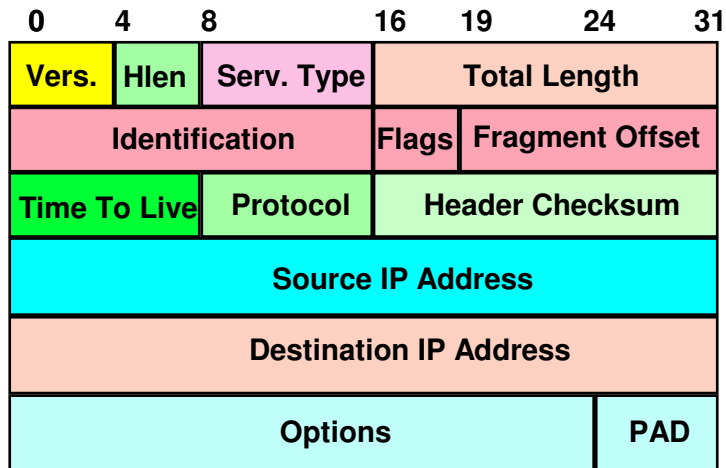 0 4 8 16 19 24 31
Vers. Hlen Serv. Type Total Length
Identification Flags Fragment Offset
Time To Live Protocol Header Checksum
Source IP Address
Destination IP Address
Options PAD